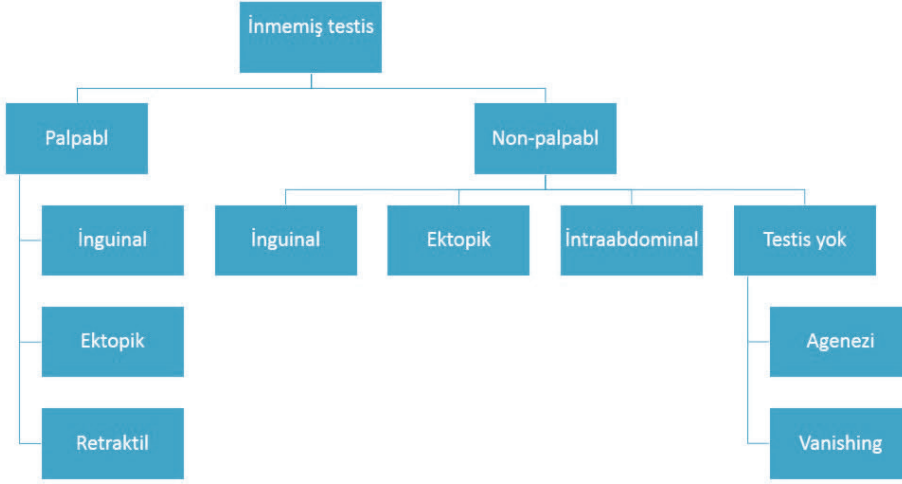 İnmemiş testis
Palpabl
Non-palpabl
İnguinal
İnguinal
Ektopik
İntraabdominal
Testis yok
Ektopik
Agenezi
Retraktil
Vanishing